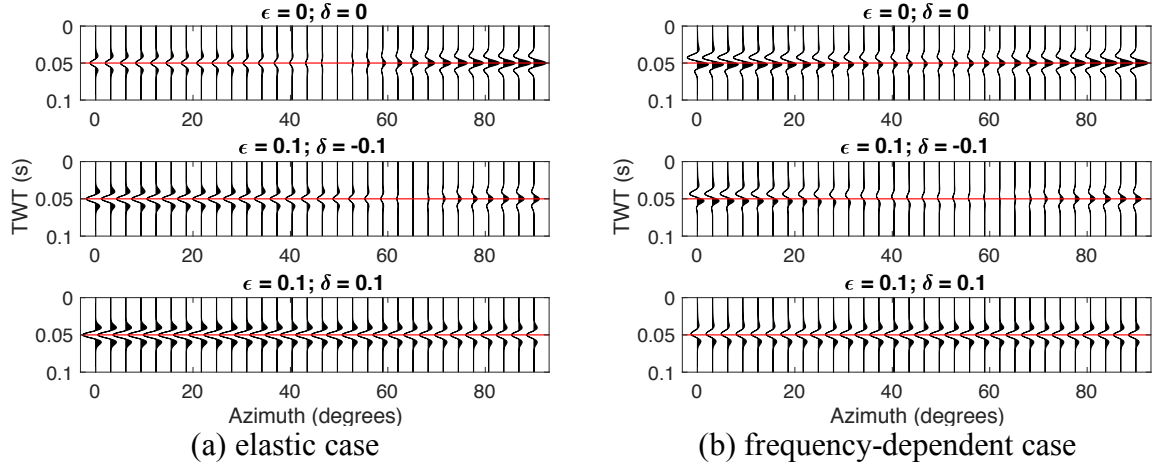 ϵ = 0; δ = 0
0
0.05
0.1
0 20 40 60 80
ϵ = 0.1; δ = -0.1
TWT (s)
0
0.05
0.1
0 20 40 60 80
ϵ = 0.1; δ = 0.1
0
0.05
0.1
0 20 40 60 80
Azimuth (degrees)
(a) elastic case
ϵ = 0; δ = 0
0
0.05
0.1
0 20 40 60 80
ϵ = 0.1; δ = -0.1
TWT (s)
0
0.05
0.1
0 20 40 60 80
ϵ = 0.1; δ = 0.1
0
0.05
0.1
0 20 40 60 80
Azimuth (degrees)
(b) frequency-dependent case